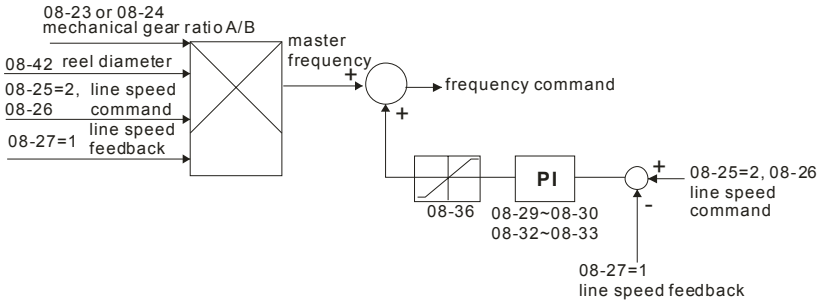 08-23 or 08-24
mechanical gear ratio A/B
08-42 reel diameter
08-25=2, line speed
08-26 command
line speed
08-27=1 feedback
master
frequency
+
frequency command
+
08-36
PI
08-29~08-30
08-32~08-33
+
-
08-25=2, 08-26
line speed
command
08-27=1
line speed feedback